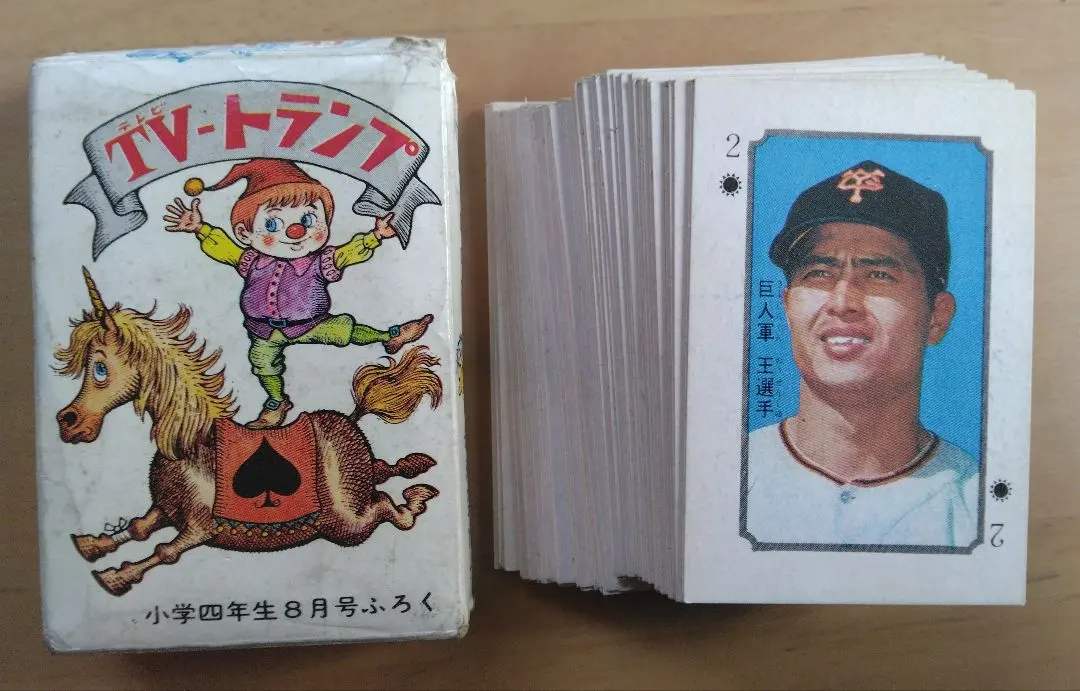 テレビ
TV-トランプ
小学四年生8月号ふろく
2
巨人軍 王選手
2